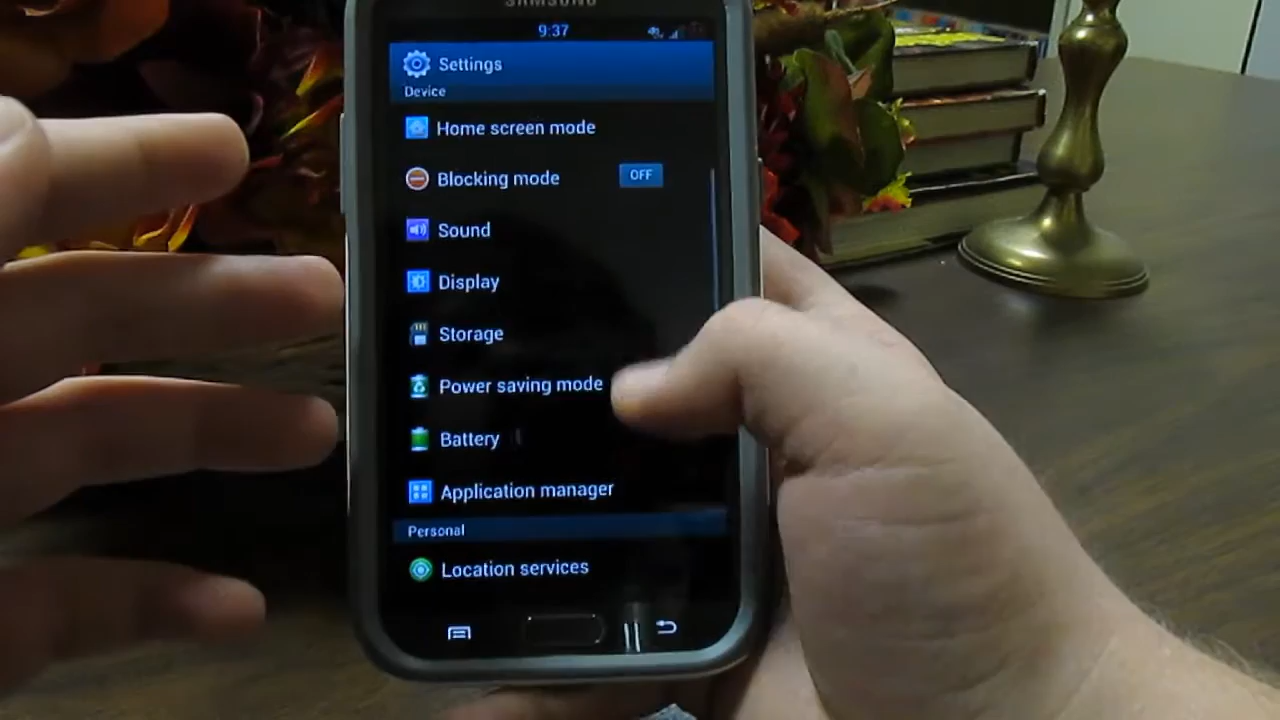 SAMSUNG
9:37
Settings
Device
Home screen mode
Blocking mode
OFF
Sound
Display
Storage
Power saving mode
Battery
Application manager
Personal
Location services